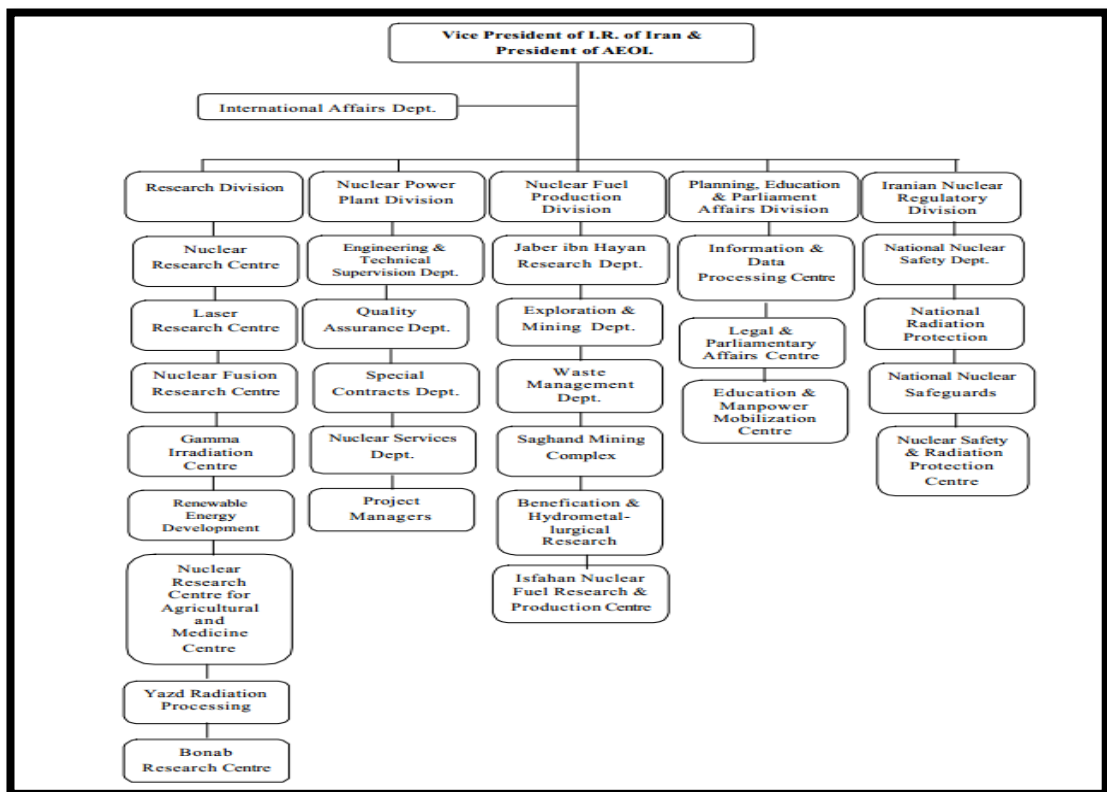 Vice President of I.R. of Iran &
President of AEOI.
International Affairs Dept.
Research Division
Nuclear Power
Plant Division
Nuclear Fuel
Production
Division
Planning, Education
& Parliament
Affairs Division
Iranian Nuclear
Regulatory
Division
Nuclear
Research Centre
Laser
Research Centre
Nuclear Fusion
Research Centre
Gamma
Irradiation
Centre
Renewable
Energy
Development
Nuclear
Research
Centre for
Agricultural
and
Medicine
Centre
Yazd Radiation
Processing
Bonab
Research Centre
Engineering &
Technical
Supervision Dept.
Quality
Assurance Dept.
Special
Contracts Dept.
Nuclear Services
Dept.
Project
Managers
Jaber ibn Hayan
Research Dept.
Exploration &
Mining Dept.
Waste
Management
Dept.
Saghand Mining
Complex
Benefication &
Hydrometal-
lurgical
Research
Isfahan Nuclear
Fuel Research &
Production Centre
Information &
Data
Processing Centre
Legal &
Parliamentary
Affairs Centre
Education &
Manpower
Mobilization
Centre
National Nuclear
Safety Dept.
National
Radiation
Protection
National Nuclear
Safeguards
Nuclear Safety
& Radiation
Protection
Centre